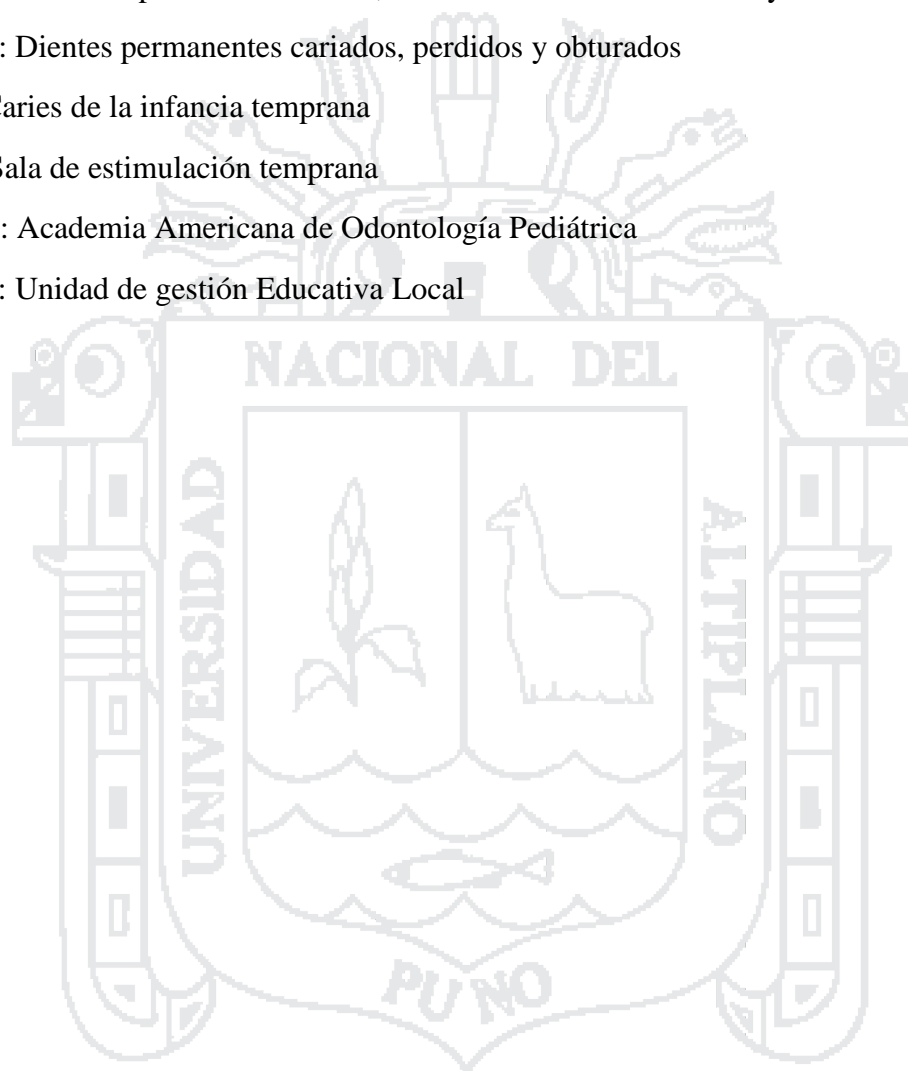 : Dientes permanentes cariados, perdidos y obturados
aries de la infancia temprana
ala de estimulación temprana
: Academia Americana de Odontología Pediátrica
: Unidad de gestión Educativa Local
NACIONAL DEL
UNIVERSIDAD
ALTIPLANO
PUNO